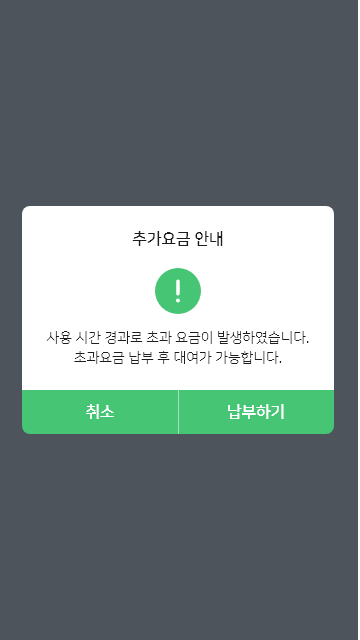 추가요금 안내
사용 시간 경과로 초과 요금이 발생하였습니다.
초과요금 납부 후 대여가 가능합니다.
취소
납부하기